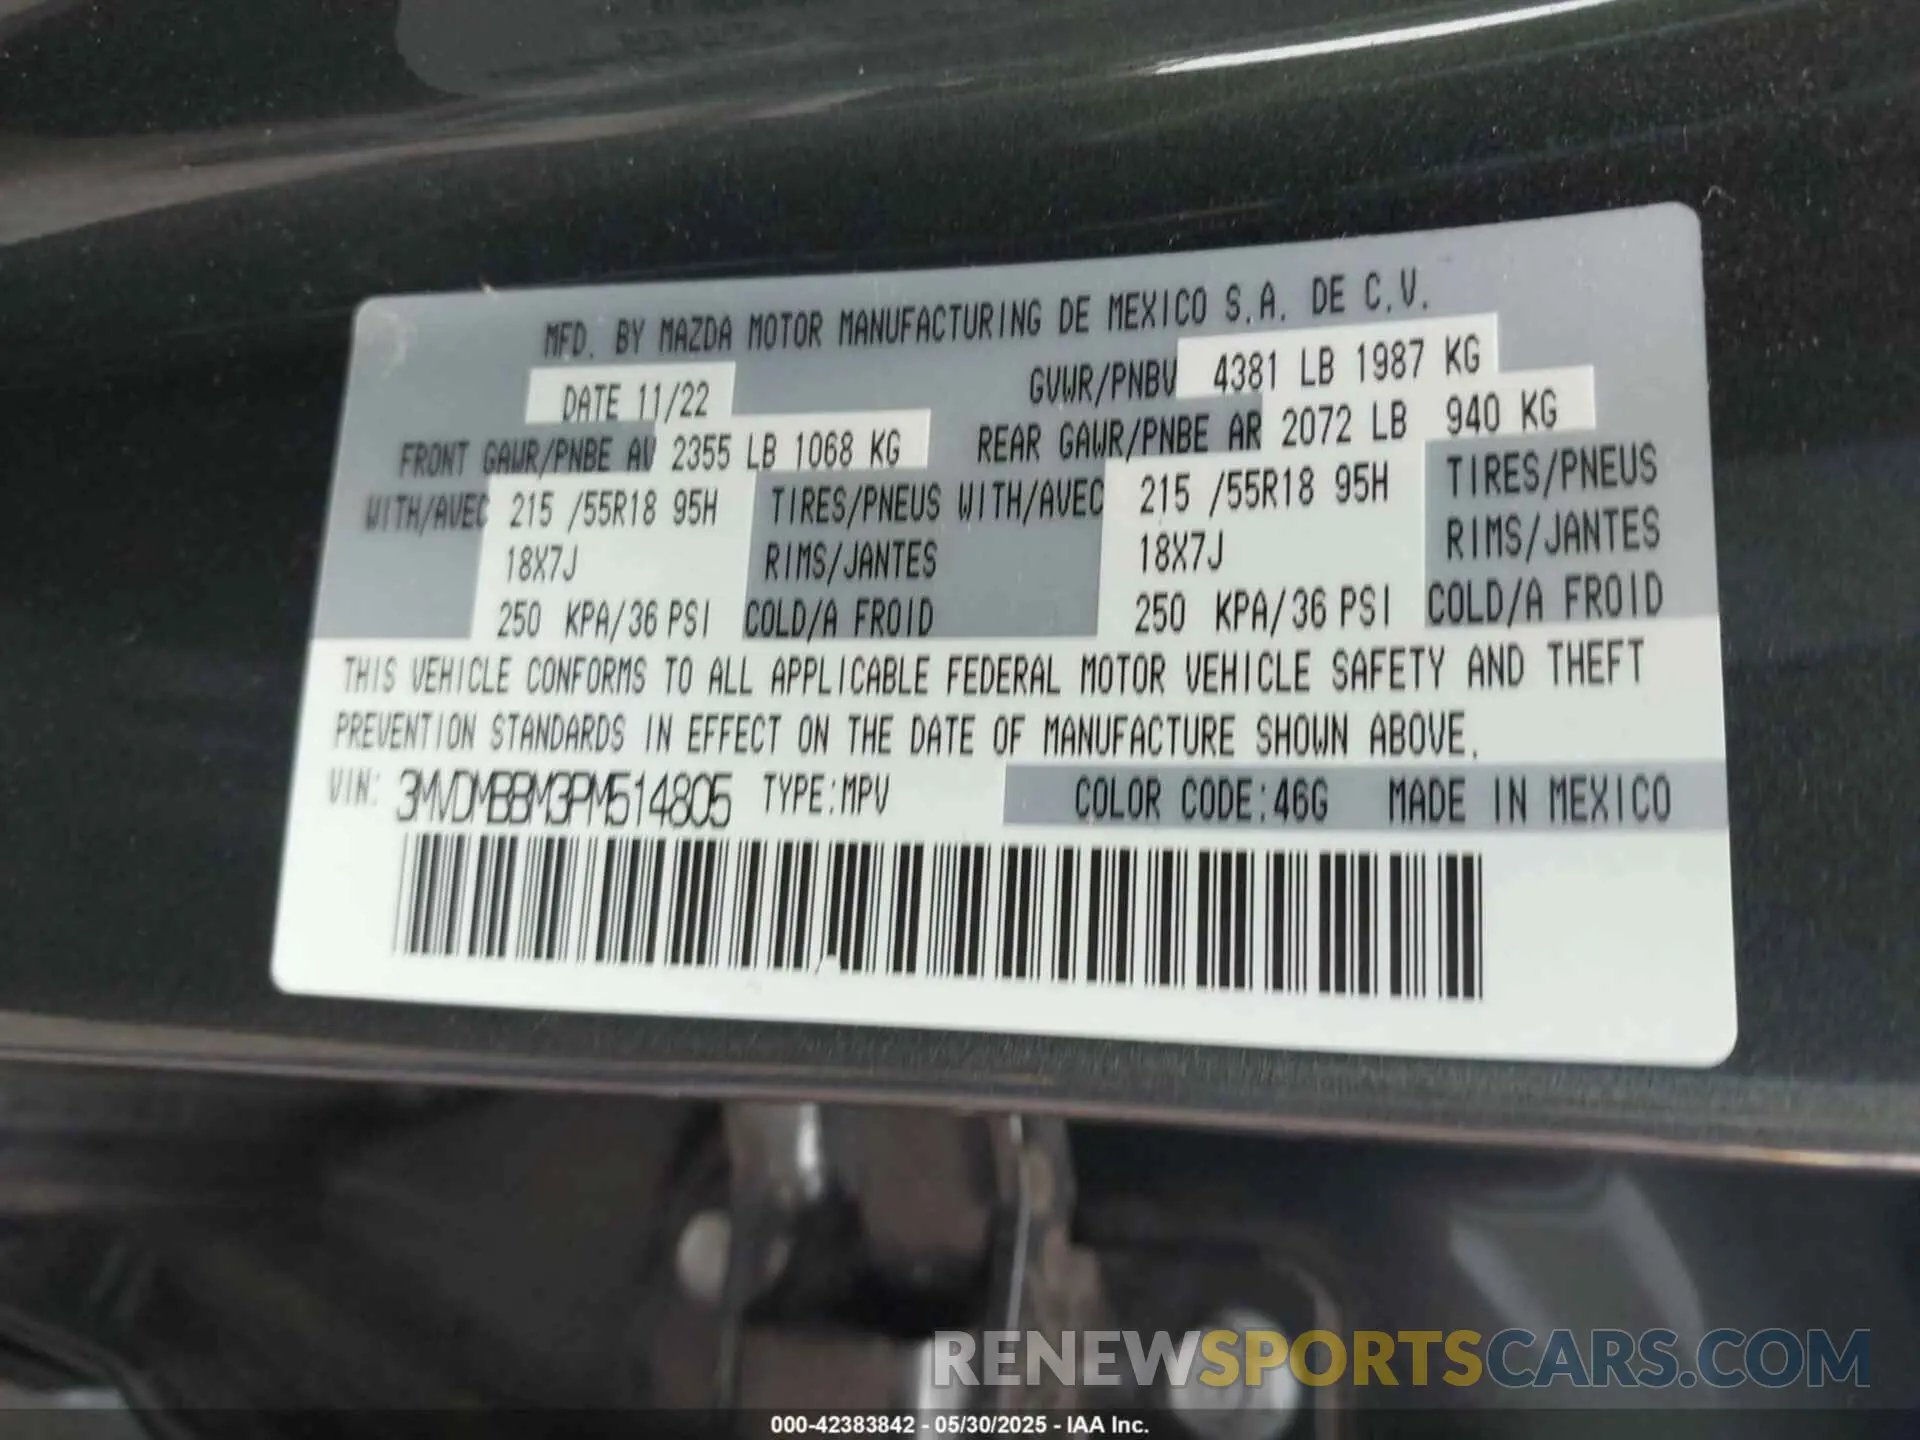 MFD. BY MAZDA MOTOR MANUFACTURING DE MEXICO S.A. DE C.V.
DATE 11/22 GVWR/PNBV 4381 LB 1987 KG
FRONT GAWR/PNBE AV 2355 LB 1068 KG REAR GAWR/PNBE AR 2072 LB 940 KG
WITH/AVEC 215 /55R18 95H TIRES/PNEUS WITH/AVEC 215 /55R18 95H TIRES/PNEUS
18X7J RIMS/JANTES 18X7J RIMS/JANTES
250 KPA/36 PSI COLD/A FROID 250 KPA/36 PSI COLD/A FROID
THIS VEHICLE CONFORMS TO ALL APPLICABLE FEDERAL MOTOR VEHICLE SAFETY AND THEFT
PREVENTION STANDARDS IN EFFECT ON THE DATE OF MANUFACTURE SHOWN ABOVE.
VIN: 3MVDMBBM3PM514805 TYPE:MPV COLOR CODE:46G MADE IN MEXICO
RENEWSPORTSCARS.COM
000-42383842 - 05/30/2025 - IAA Inc.